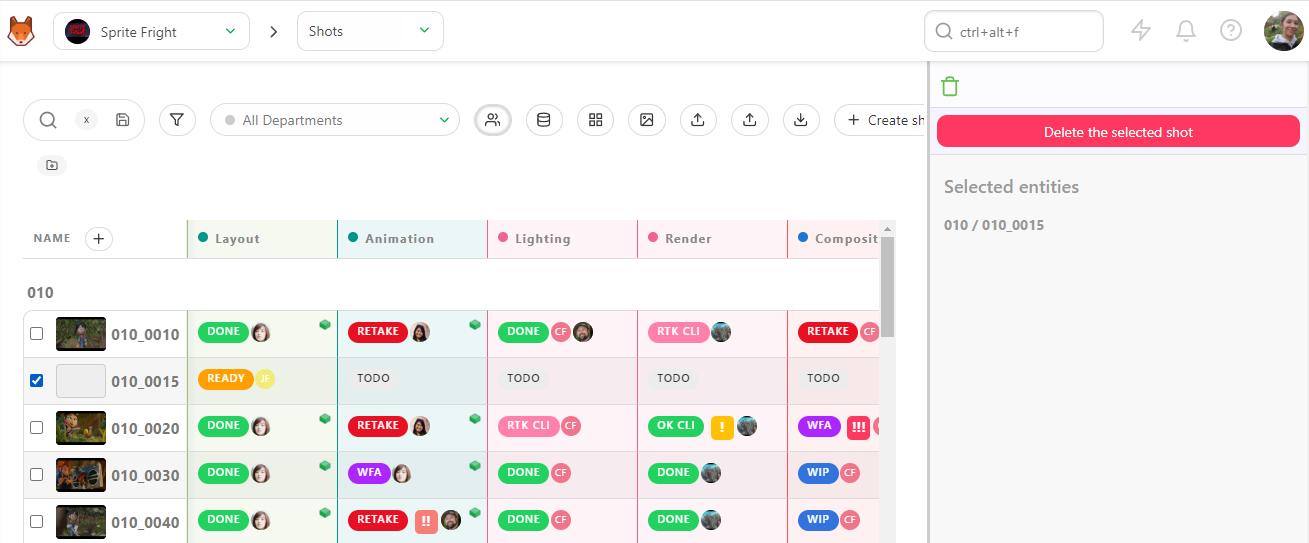 Sprite Fright
Shots
ctrl+alt+f
x
All Departments
Create sh
Delete the selected shot
Selected entities
010 / 010_0015
NAME Layout Animation Lighting Render Composit
010
010_0010 DONE RETAKE DONE CF RTK CLI RETAKE CF
010_0015 READY JF TODO TODO TODO TODO
010_0020 DONE RETAKE RTK CLI CF OK CLI ! WFA !!!
010_0030 DONE WFA DONE CF DONE WIP CF
010_0040 DONE RETAKE !! DONE CF DONE WIP CF